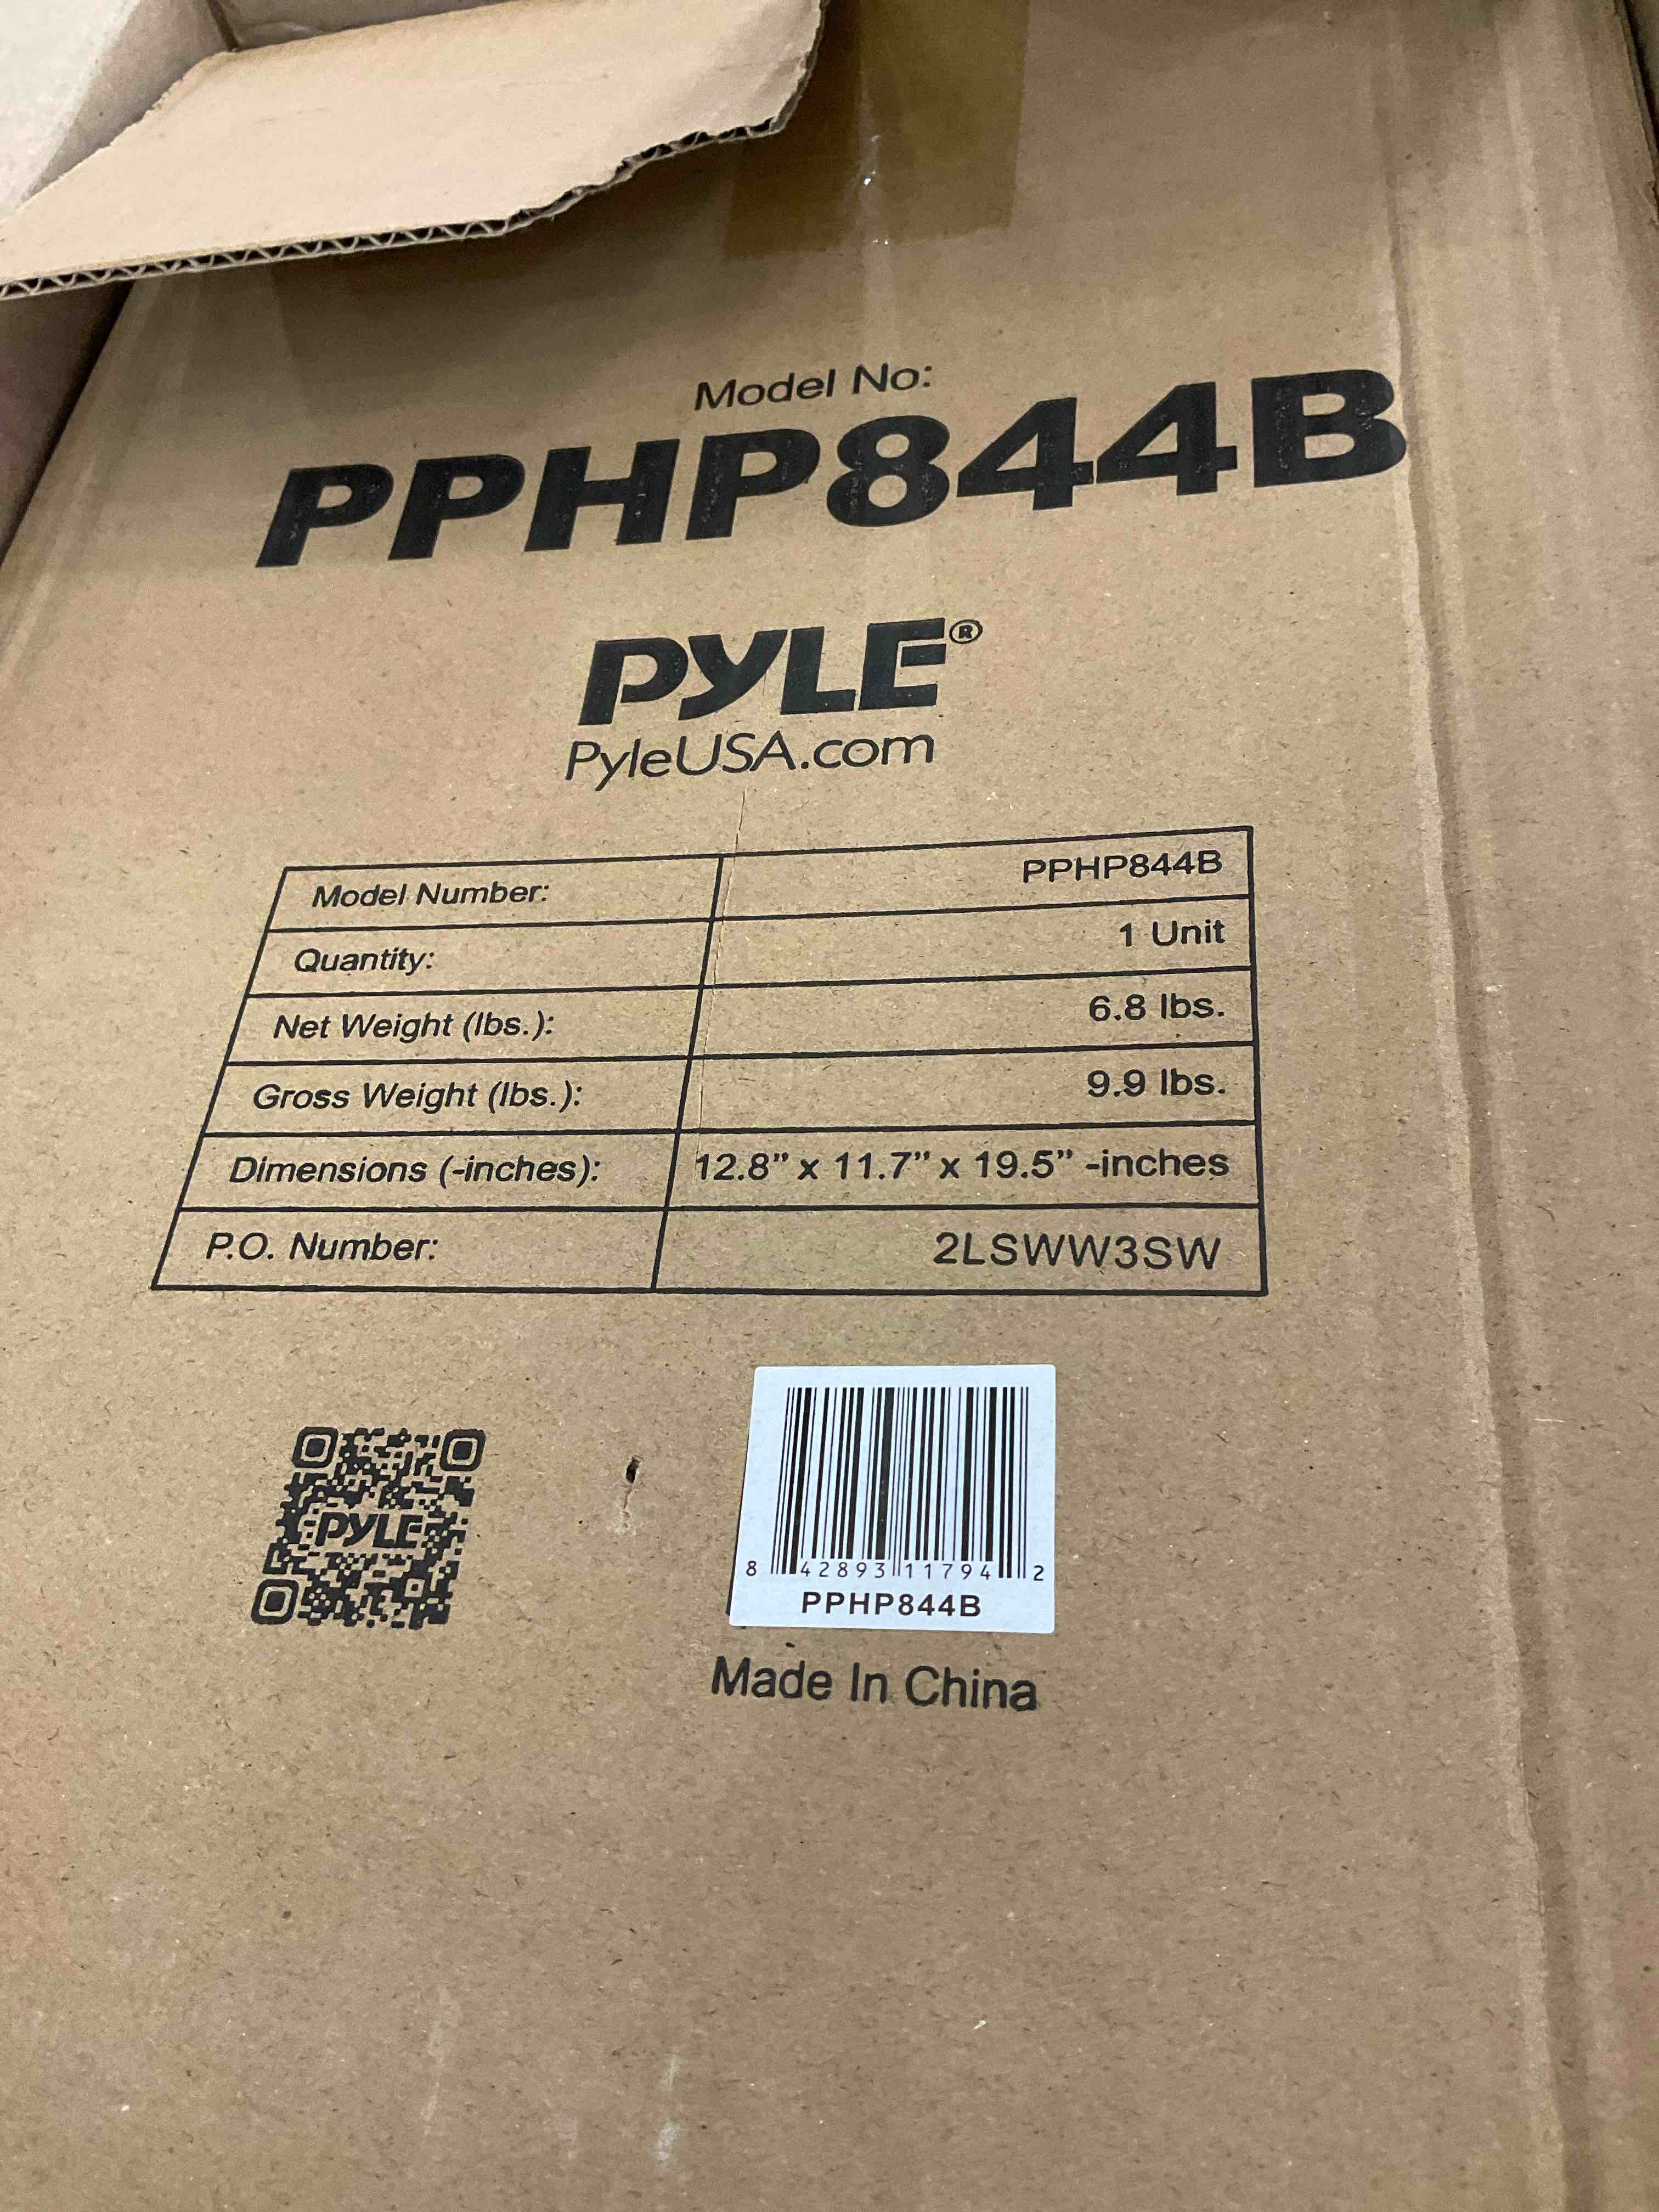 Model No:
PPHP844B
PYLE®
PyleUSA.com
Model Number: PPHP844B
Quantity: 1 Unit
Net Weight (lbs.): 6.8 lbs.
Gross Weight (lbs.): 9.9 lbs.
Dimensions (-inches): 12.8” x 11.7” x 19.5” -inches
P.O. Number: 2LSWW3SW
PYLE
8 42893 11794 2
PPHP844B
Made In China